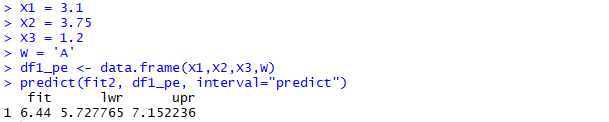 > X1 = 3.1
> X2 = 3.75
> X3 = 1.2
> W = 'A'
> df1_pe <- data.frame(X1,X2,X3,W)
> predict(fit2, df1_pe, interval="predict")
   fit      lwr      upr
1 6.44 5.727765 7.152236